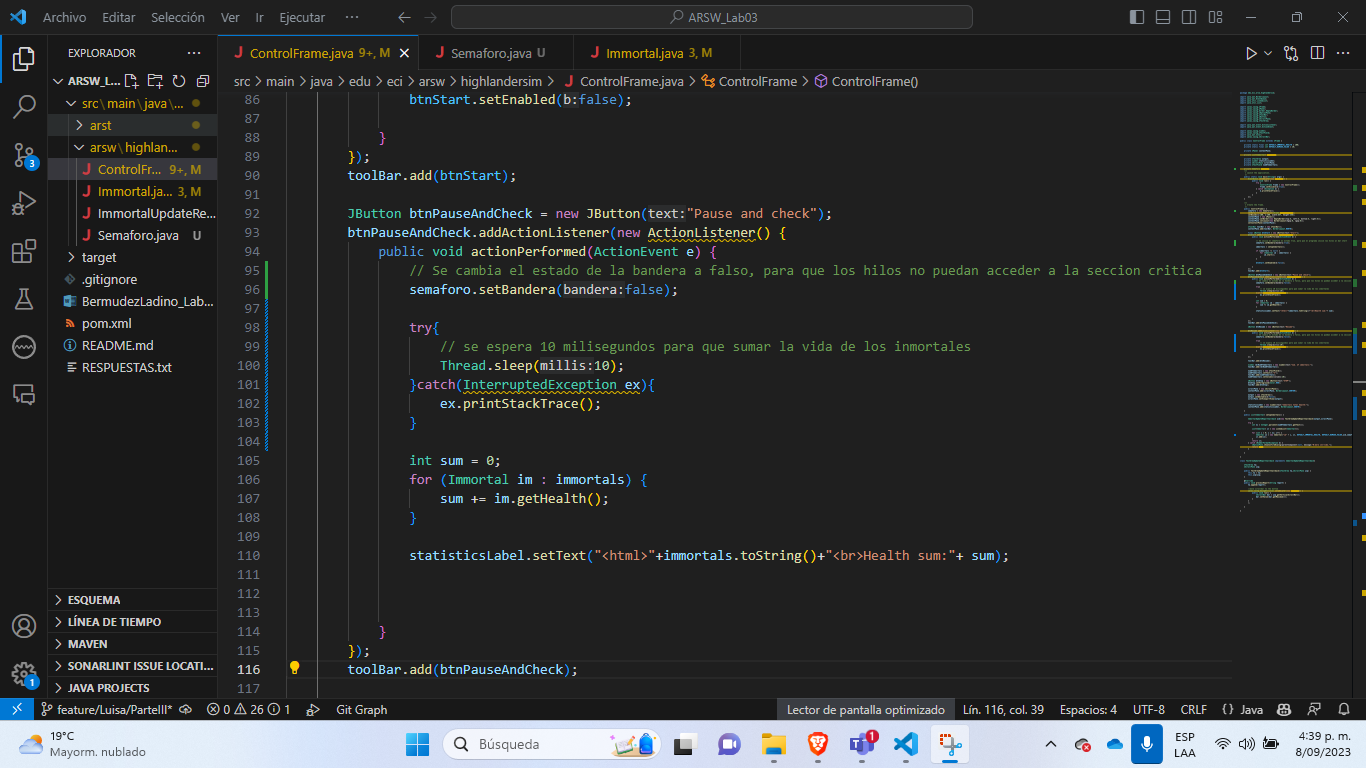 Archivo Editar Selección Ver Ir Ejecutar ··· ARSW_Lab03
EXPLORADOR ···
ARSW_L...
src\main\java\...
arst
arsw\highlan...
J ControlFr... 9+, M
J Immortal.ja... 3, M
J ImmortalUpdateRe...
J Semaforo.java U
target
.gitignore
BermudezLadino_Lab...
pom.xml
README.md
RESPUESTAS.txt
ESQUEMA
LÍNEA DE TIEMPO
MAVEN
SONARLINT ISSUE LOCATI...
JAVA PROJECTS
J ControlFrame.java 9+, M J Semaforo.java U J Immortal.java 3, M
src > main > java > edu > eci > arsw > highlandersim > J ControlFrame.java > ControlFrame > ControlFrame()
86 btnStart.setEnabled(b:false);
87
88 }
89 });
90 toolBar.add(btnStart);
91
92 JButton btnPauseAndCheck = new JButton(text:"Pause and check");
93 btnPauseAndCheck.addActionListener(new ActionListener() {
94 public void actionPerformed(ActionEvent e) {
95 // Se cambia el estado de la bandera a falso, para que los hilos no puedan acceder a la seccion critica
96 semaforo.setBandera(bandera:false);
97
98 try{
99 // se espera 10 milisegundos para que sumar la vida de los inmortales
100 Thread.sleep(millis:10);
101 }catch(InterruptedException ex){
102 ex.printStackTrace();
103 }
104
105 int sum = 0;
106 for (Immortal im : immortals) {
107 sum += im.getHealth();
108 }
109
110 statisticsLabel.setText("<html>"+immortals.toString()+"<br>Health sum:"+ sum);
111
112
113
114 }
115 });
116 toolBar.add(btnPauseAndCheck);
117
3
1
feature/Luisa/ParteIII* 0 26 1 Git Graph Lector de pantalla optimizado Lín. 116, col. 39 Espacios: 4 UTF-8 CRLF {} Java
19°C
Mayorm. nublado
Búsqueda
1
ESP
LAA
4:39 p. m.
8/09/2023